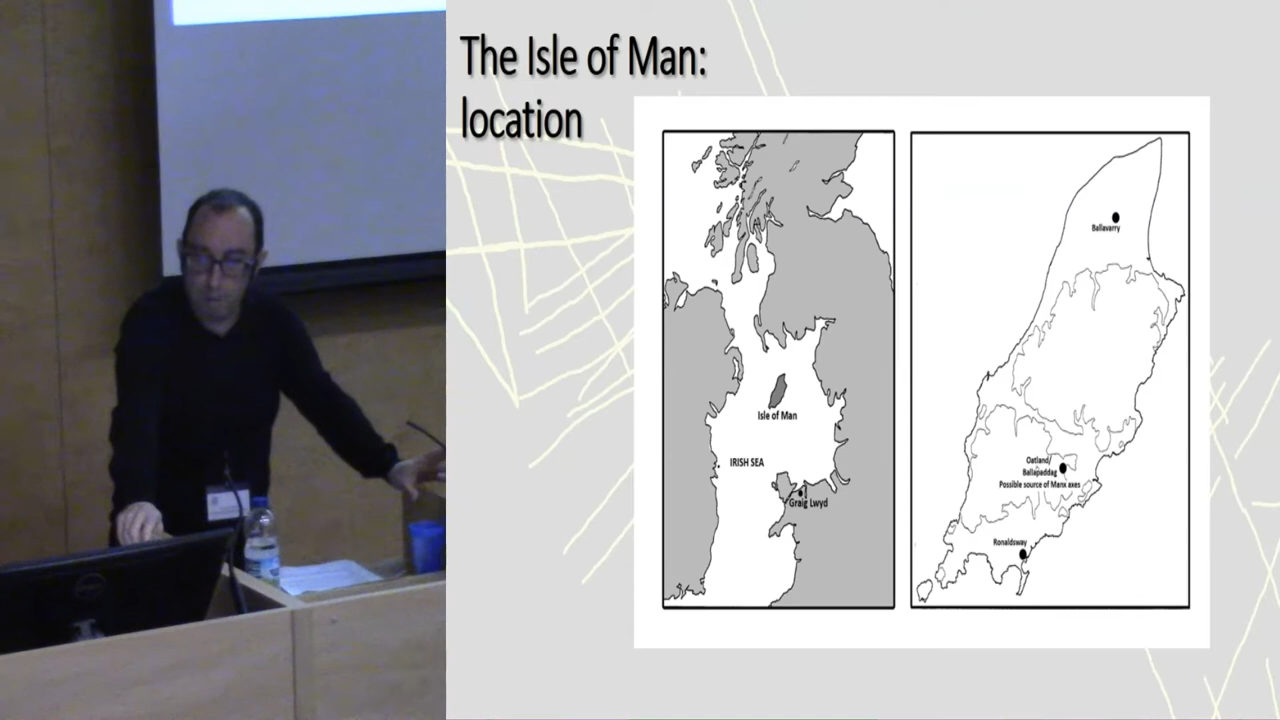 The Isle of Man:
location
Isle of Man
IRISH SEA
Graig Lwyd
Ballavarry
Oatland/
Ballapaddag
Possible source of Manx axes
Ronaldsway